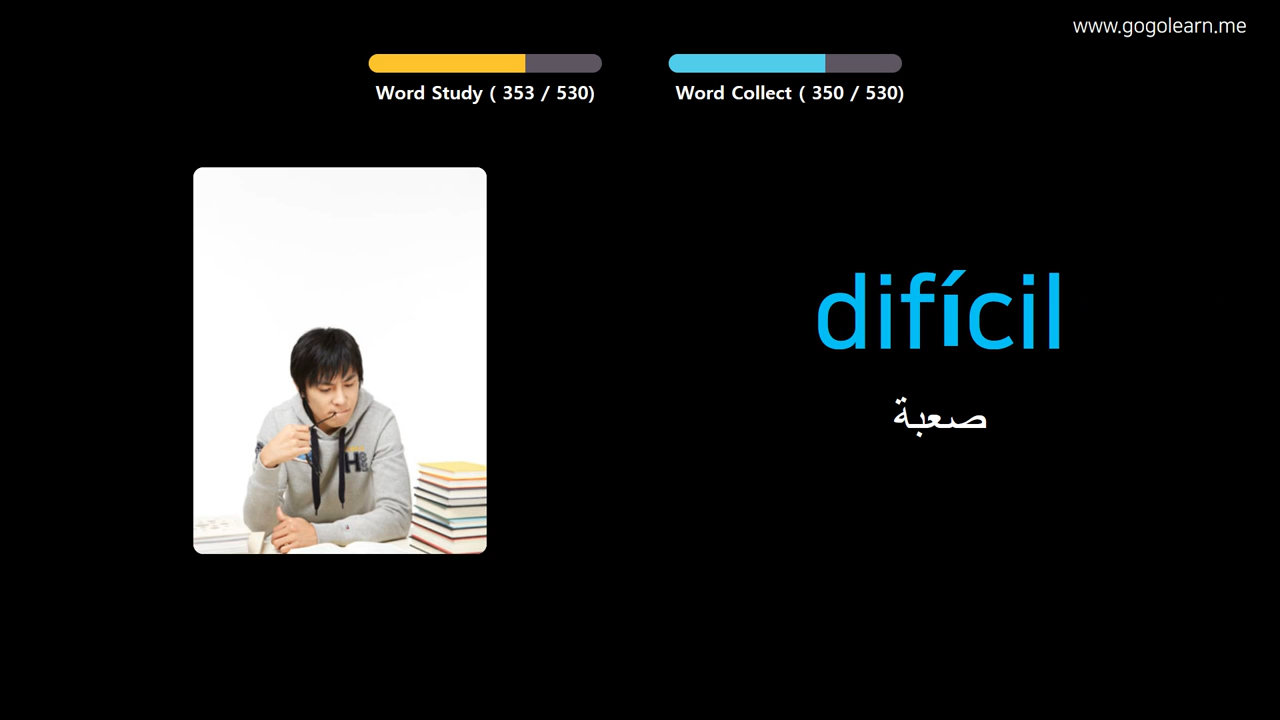 www.gogolearn.me
Word Study ( 353 / 530)
Word Collect ( 350 / 530)
difícil
صعبة
H